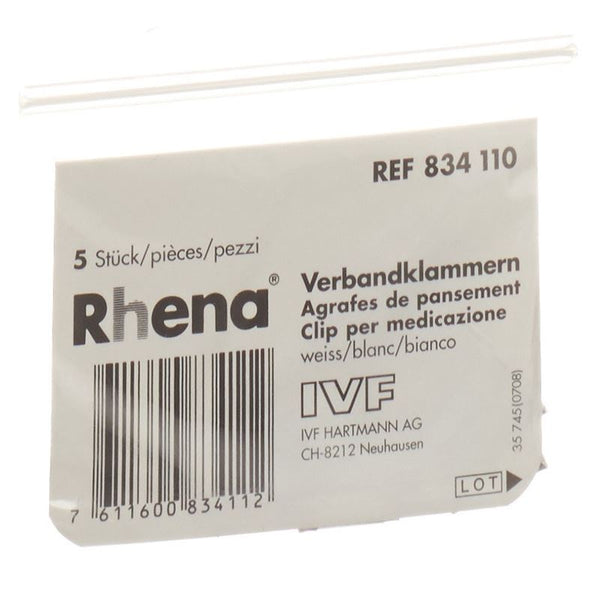 REF 834 110
5 Stück/pièces/pezzi
Rhena®
Verbandklammern
Agrafes de pansement
Clip per medicazione
weiss/blanc/bianco
IVF
IVF HARTMANN AG
CH-8212 Neuhausen
35 745(0708)
LOT
7 611600 834112